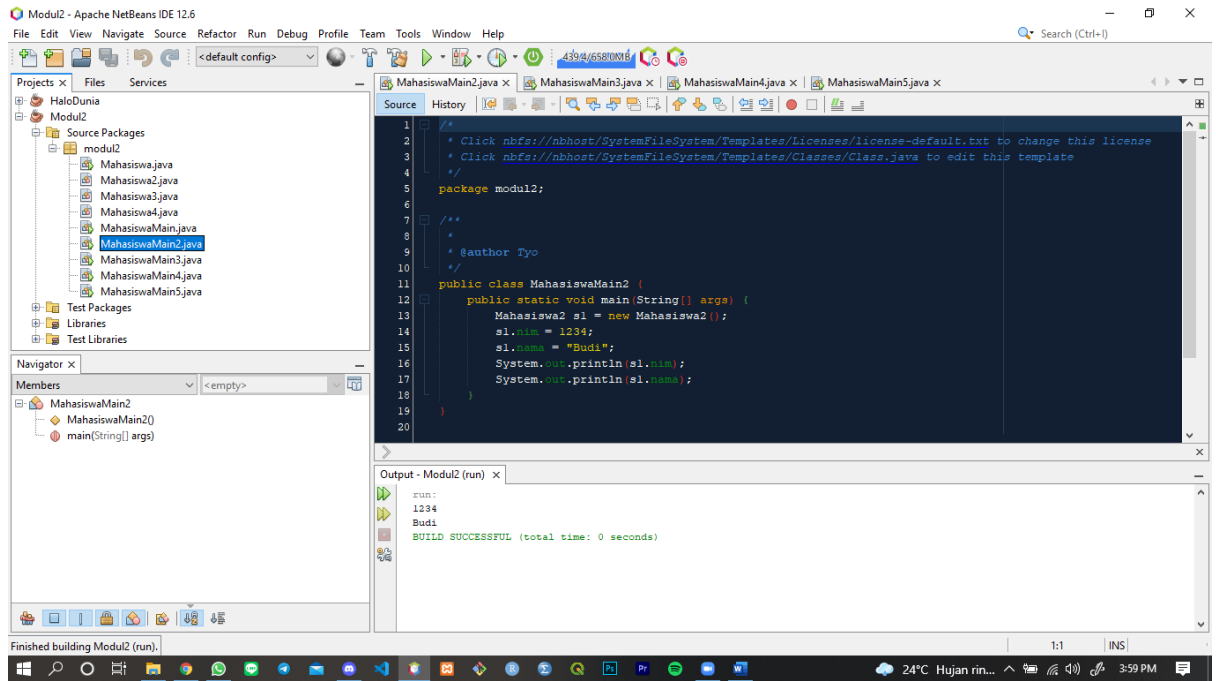 Modul2 - Apache NetBeans IDE 12.6
File Edit View Navigate Source Refactor Run Debug Profile Team Tools Window Help
Search (Ctrl+I)
<default config>
439.4/658.0MB
Projects Files Services
HaloDunia
Modul2
Source Packages
modul2
Mahasiswa.java
Mahasiswa2.java
Mahasiswa3.java
Mahasiswa4.java
MahasiswaMain.java
MahasiswaMain2.java
MahasiswaMain3.java
MahasiswaMain4.java
MahasiswaMain5.java
Test Packages
Libraries
Test Libraries
Navigator
Members <empty>
MahasiswaMain2
MahasiswaMain2()
main(String[] args)
MahasiswaMain2.java MahasiswaMain3.java MahasiswaMain4.java MahasiswaMain5.java
Source History
1 /*
2 * Click nbfs://nbhost/SystemFileSystem/Templates/Licenses/license-default.txt to change this license
3 * Click nbfs://nbhost/SystemFileSystem/Templates/Classes/Class.java to edit this template
4 */
5 package modul2;
6
7 /**
8 *
9 * @author Tyo
10 */
11 public class MahasiswaMain2 {
12 public static void main(String[] args) {
13 Mahasiswa2 s1 = new Mahasiswa2();
14 s1.nim = 1234;
15 s1.nama = "Budi";
16 System.out.println(s1.nim);
17 System.out.println(s1.nama);
18 }
19 }
20
Output - Modul2 (run)
run:
1234
Budi
BUILD SUCCESSFUL (total time: 0 seconds)
Finished building Modul2 (run).
1:1 INS
24°C Hujan rin... 3:59 PM